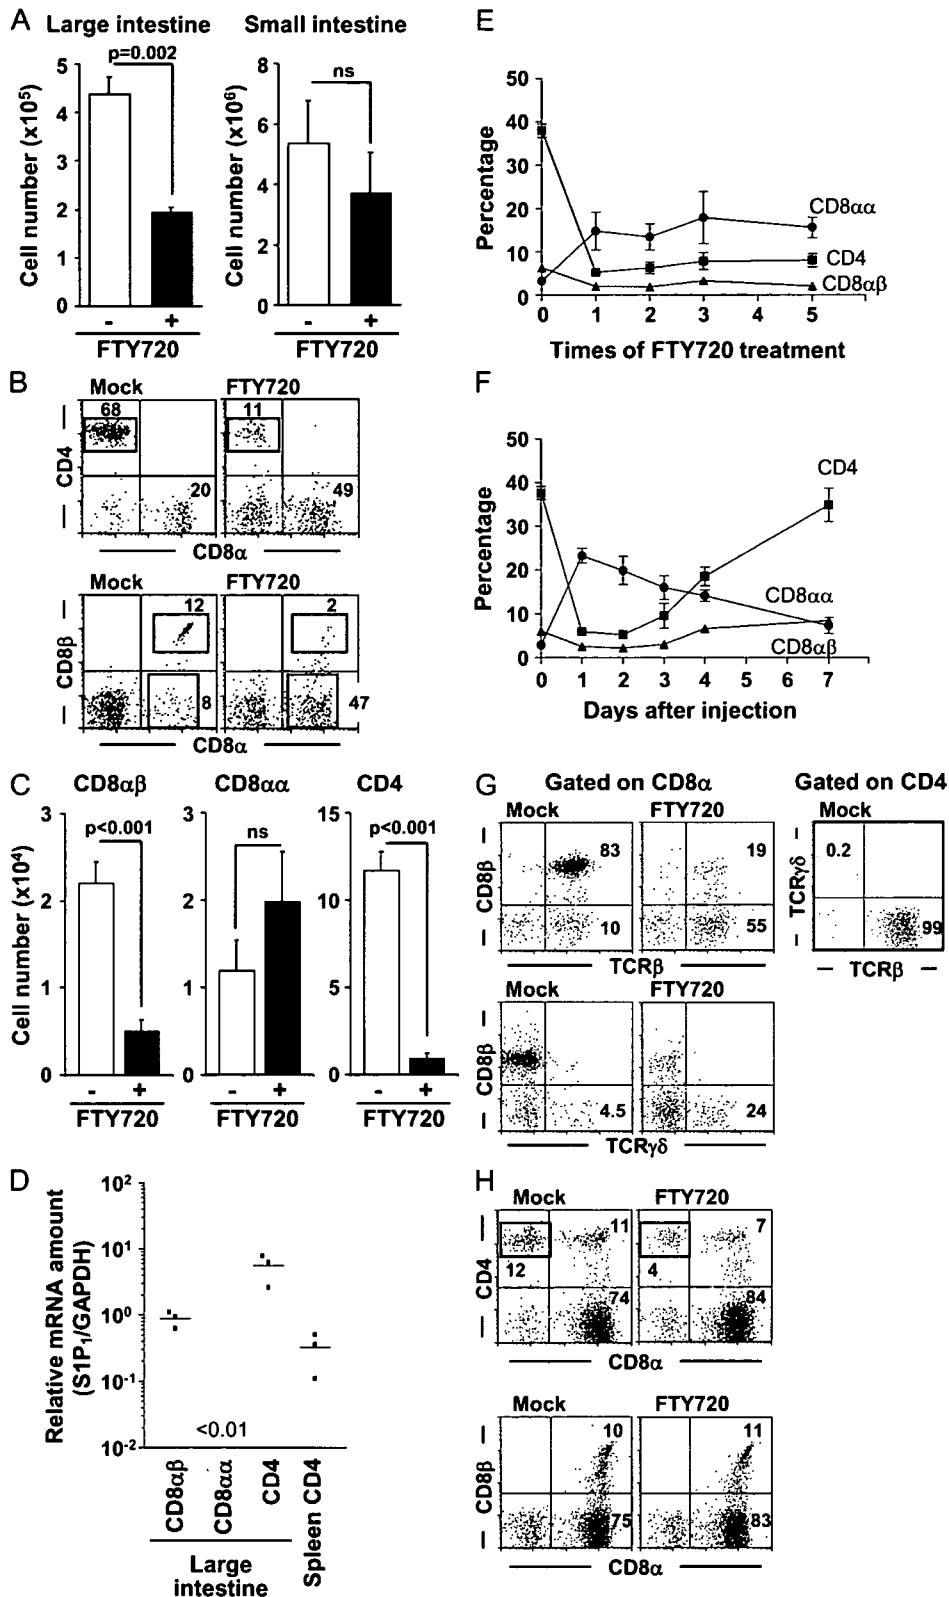 A
Large intestine
Small intestine
p=0.002
ns
Cell number (x10⁵)
5
4
3
2
1
0
- +
FTY720
Cell number (x10⁶)
8
6
4
2
0
- +
FTY720
B
Mock
FTY720
68
20
11
49
CD4
CD8α
Mock
FTY720
12
8
2
47
CD8β
CD8α
C
CD8αβ
CD8αα
CD4
p<0.001
ns
p<0.001
Cell number (x10⁴)
3
2
1
0
3
2
1
0
15
10
5
0
- +
FTY720
- +
FTY720
- +
FTY720
D
Relative mRNA amount
(S1P₁/GAPDH)
10²
10¹
10⁰
10⁻¹
10⁻²
<0.01
CD8αβ
CD8αα
CD4
Spleen CD4
Large
intestine
E
Percentage
50
40
30
20
10
0
CD8αα
CD4
CD8αβ
0 1 2 3 4 5
Times of FTY720 treatment
F
Percentage
50
40
30
20
10
0
CD4
CD8αα
CD8αβ
0 1 2 3 4 5 6 7
Days after injection
G
Gated on CD8α
Gated on CD4
Mock
FTY720
Mock
83
10
19
55
0.2
99
CD8β
TCRβ
TCRγδ
TCRβ
Mock
FTY720
4.5
24
CD8β
TCRγδ
H
Mock
FTY720
11
12
74
7
4
84
CD4
CD8α
Mock
FTY720
10
75
11
83
CD8β
CD8α